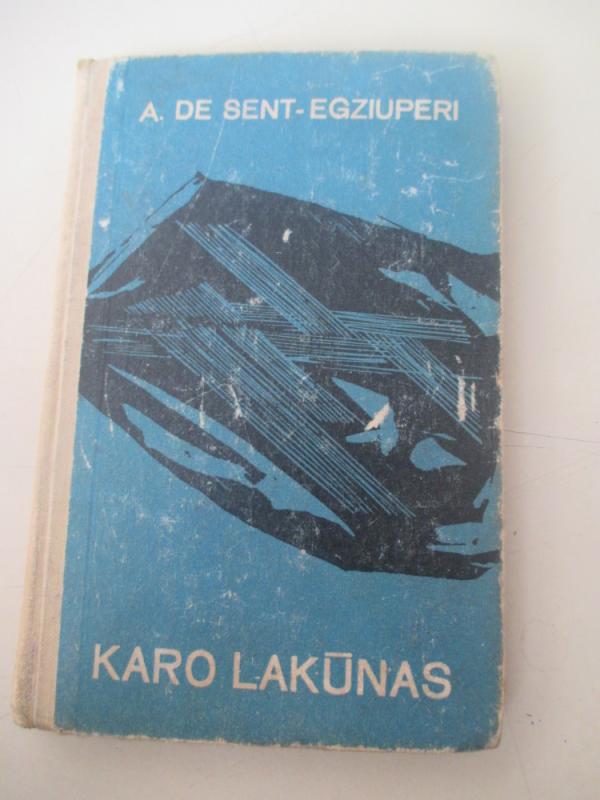 A. DE SENT-EGZIUPERI
KARO LAKŪNAS